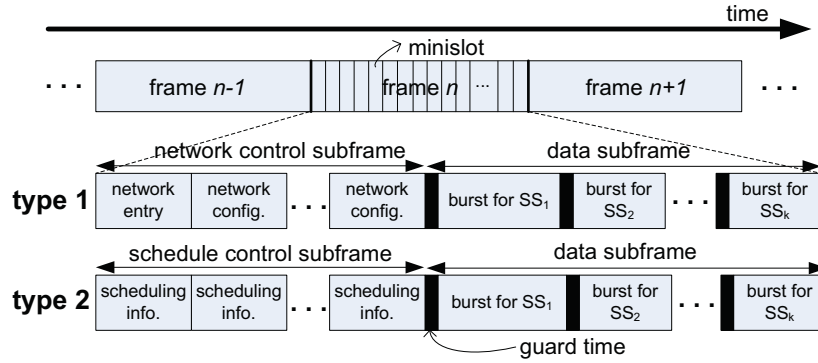 time
minislot
. . .
frame n-1
frame n ...
frame n+1
. . .
network control subframe
data subframe
type 1
network
entry
network
config.
. . .
network
config.
burst for SS1
burst for
SS2
. . .
burst for
SSk
schedule control subframe
data subframe
type 2
scheduling
info.
scheduling
info.
. . .
scheduling
info.
burst for SS1
burst for
SS2
. . .
burst for
SSk
guard time